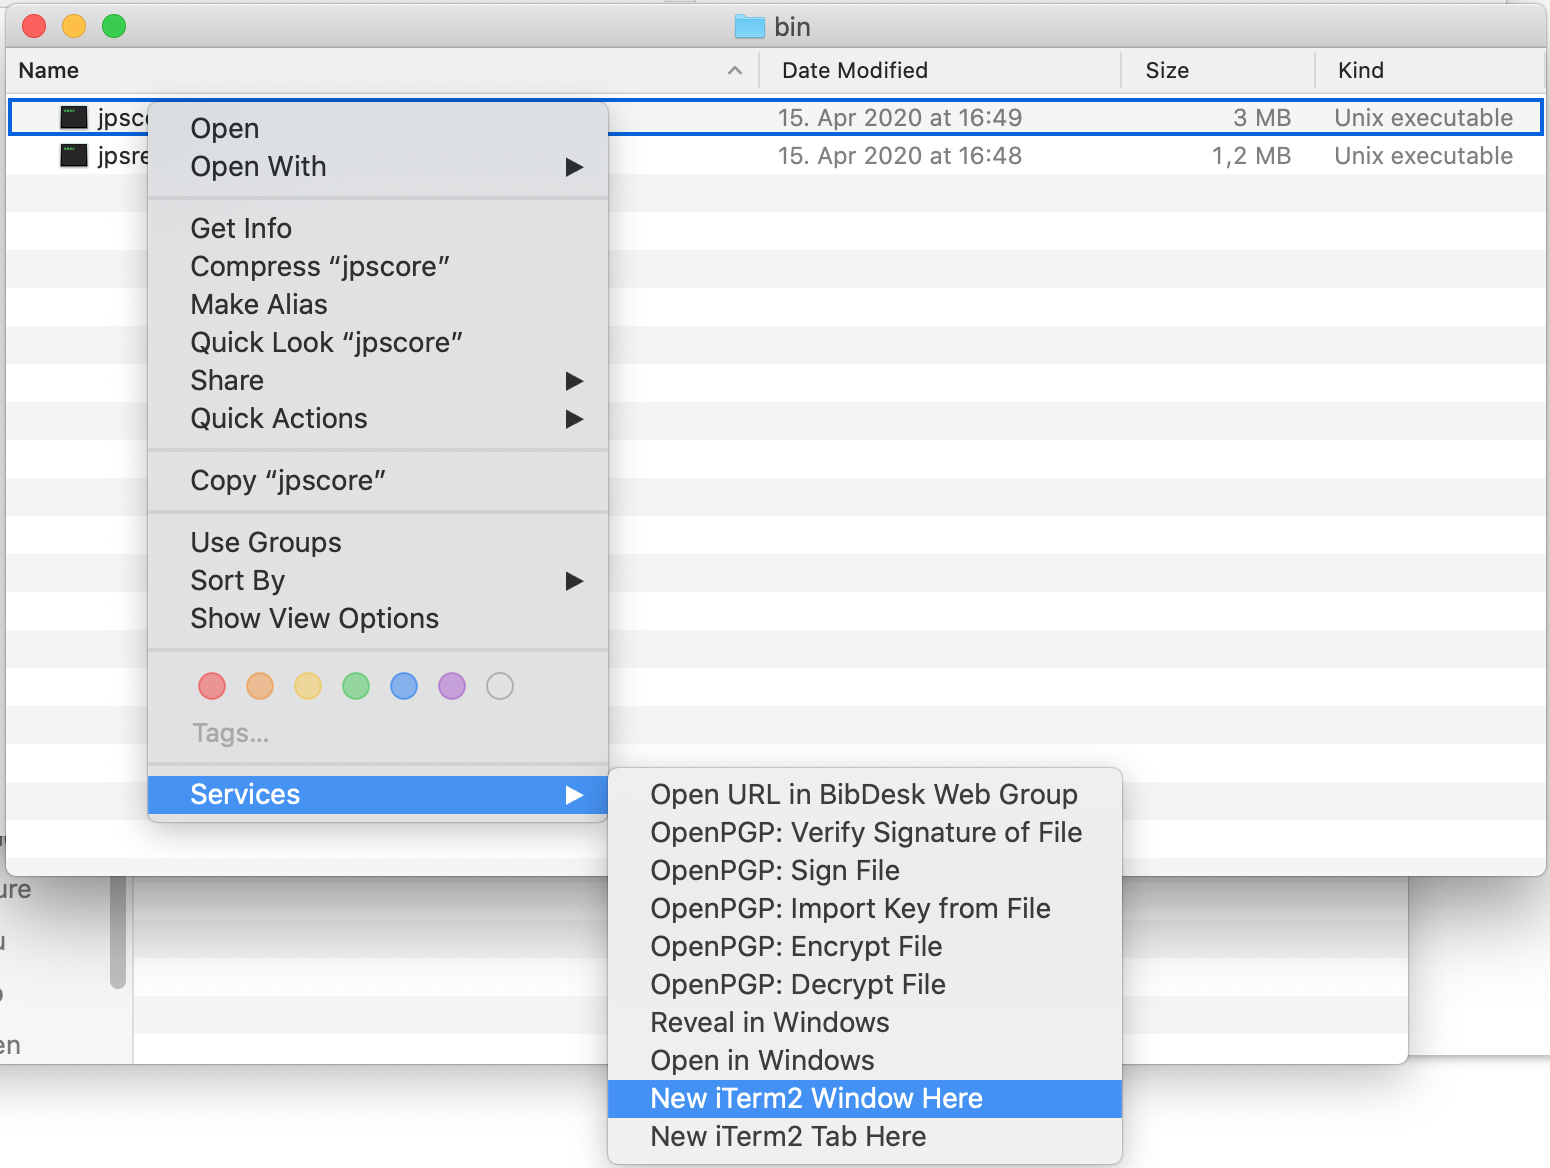 bin
Name Date Modified Size Kind
15. Apr 2020 at 16:49 3 MB Unix executable
15. Apr 2020 at 16:48 1,2 MB Unix executable
Open
Open With
Get Info
Compress “jpscore”
Make Alias
Quick Look “jpscore”
Share
Quick Actions
Copy “jpscore”
Use Groups
Sort By
Show View Options
Tags...
Services
Open URL in BibDesk Web Group
OpenPGP: Verify Signature of File
OpenPGP: Sign File
OpenPGP: Import Key from File
OpenPGP: Encrypt File
OpenPGP: Decrypt File
Reveal in Windows
Open in Windows
New iTerm2 Window Here
New iTerm2 Tab Here